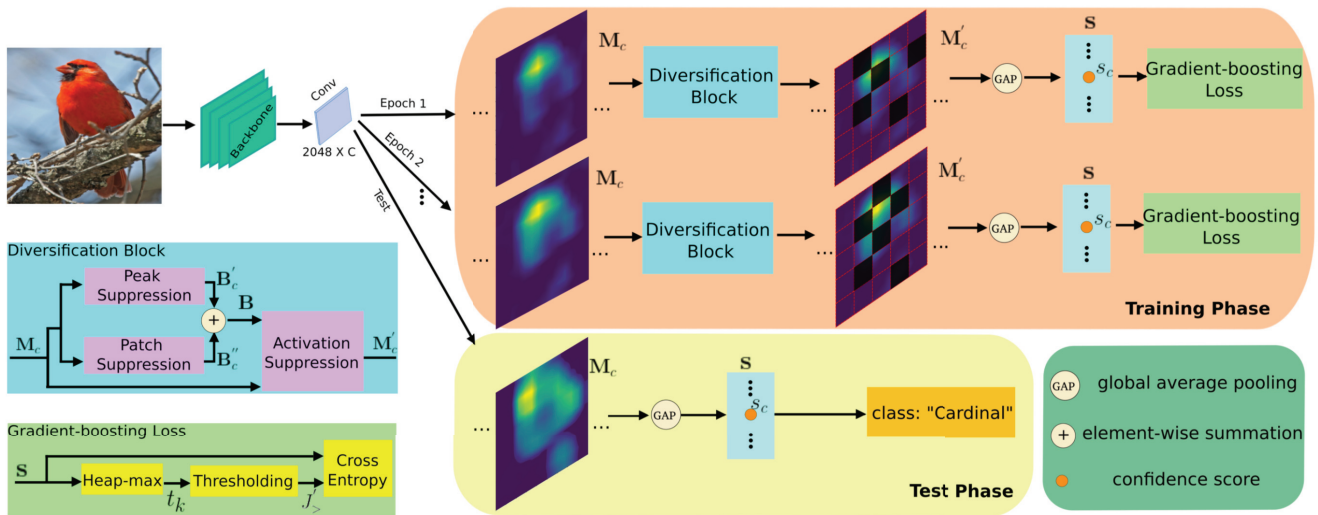 Backbone
Conv
2048 X C
Epoch 1
Epoch 2
Test
...
M_c
...
Diversification
Block
...
M'_c
...
GAP
S
s_c
Gradient-boosting
Loss
...
M_c
...
Diversification
Block
...
M'_c
...
GAP
S
s_c
Gradient-boosting
Loss
Training Phase
Diversification Block
M_c
Peak
Suppression
B'_c
B
+
Patch
Suppression
B''_c
Activation
Suppression
M'_c
Gradient-boosting Loss
S
Heap-max
t_k
Thresholding
J'_>
Cross
Entropy
...
M_c
...
GAP
S
s_c
class: "Cardinal"
Test Phase
GAP global average pooling
+ element-wise summation
confidence score